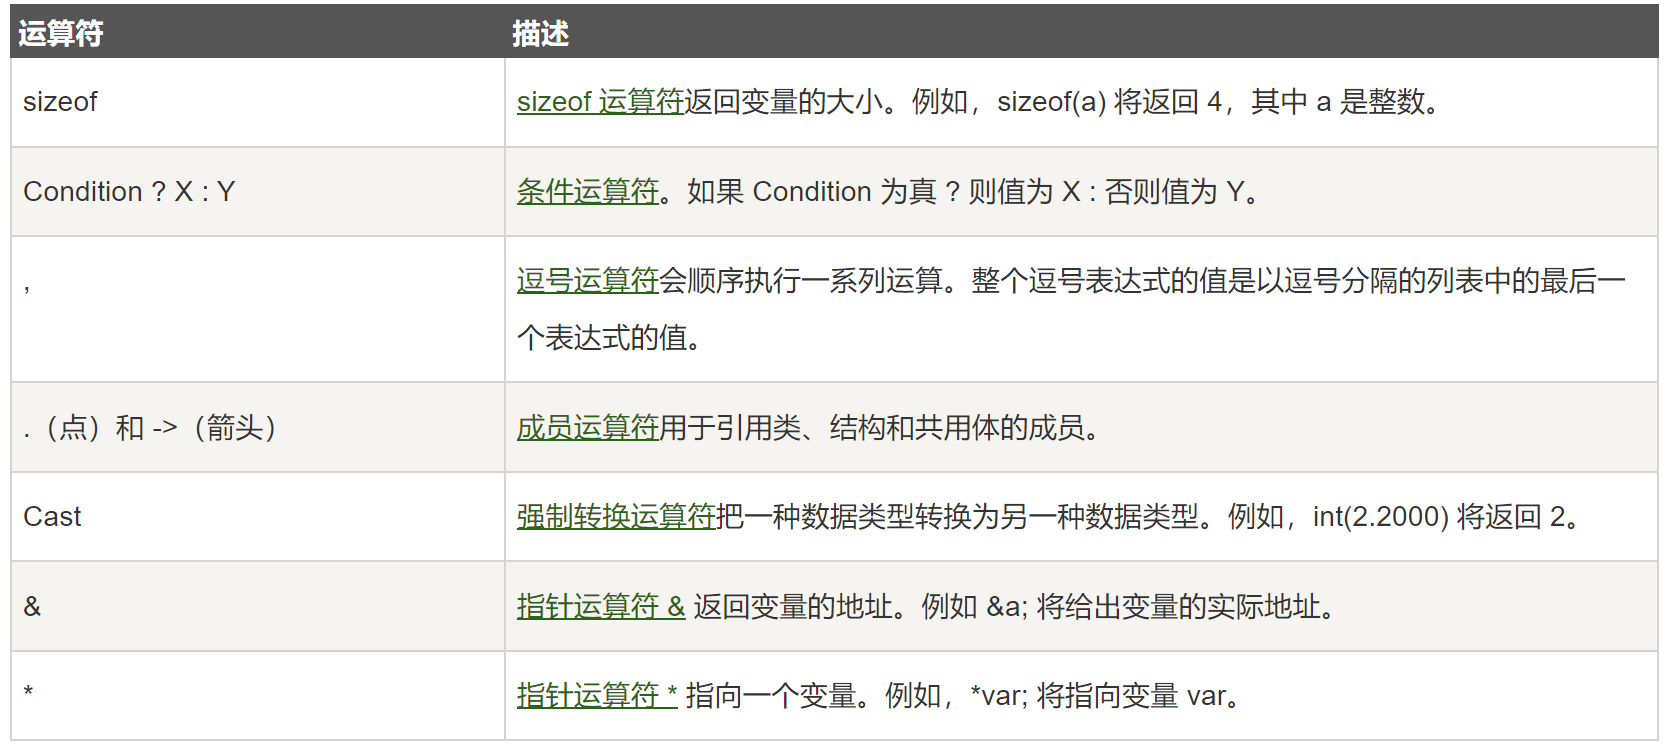 运算符 描述
sizeof sizeof 运算符返回变量的大小。例如，sizeof(a) 将返回 4，其中 a 是整数。
Condition ? X : Y 条件运算符。如果 Condition 为真 ? 则值为 X : 否则值为 Y。
, 逗号运算符会顺序执行一系列运算。整个逗号表达式的值是以逗号分隔的列表中的最后一
个表达式的值。
.（点）和 ->（箭头） 成员运算符用于引用类、结构和共用体的成员。
Cast 强制转换运算符把一种数据类型转换为另一种数据类型。例如，int(2.2000) 将返回 2。
& 指针运算符 & 返回变量的地址。例如 &a; 将给出变量的实际地址。
* 指针运算符 * 指向一个变量。例如，*var; 将指向变量 var。